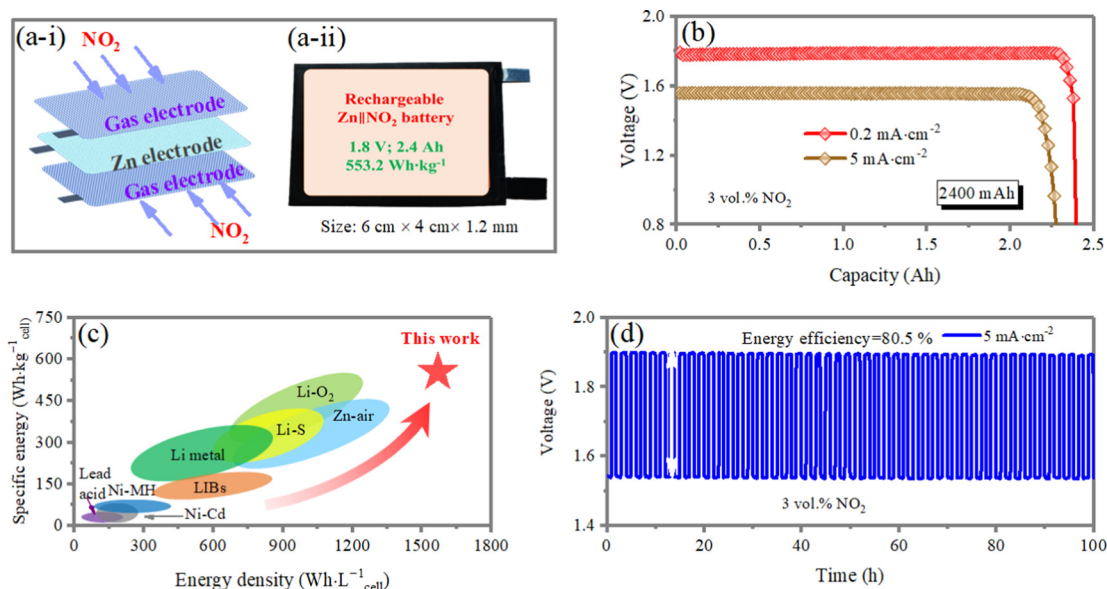 (a-i)
NO₂
Gas electrode
Zn electrode
Gas electrode
NO₂
(a-ii)
Rechargeable
Zn||NO₂ battery
1.8 V; 2.4 Ah
553.2 Wh·kg⁻¹
Size: 6 cm × 4 cm× 1.2 mm
(b)
Voltage (V)
2.0
1.6
1.2
0.8
0.2 mA·cm⁻²
5 mA·cm⁻²
3 vol.% NO₂
2400 mAh
0.0 0.5 1.0 1.5 2.0 2.5
Capacity (Ah)
(c)
Specific energy (Wh·kg⁻¹cell)
750
600
450
300
150
0
This work
Li-O₂
Zn-air
Li-S
Li metal
LIBs
Lead
acid
Ni-MH
Ni-Cd
0 300 600 900 1200 1500 1800
Energy density (Wh·L⁻¹cell)
(d)
Voltage (V)
2.0
1.8
1.6
1.4
Energy efficiency=80.5 %
5 mA·cm⁻²
3 vol.% NO₂
0 20 40 60 80 100
Time (h)